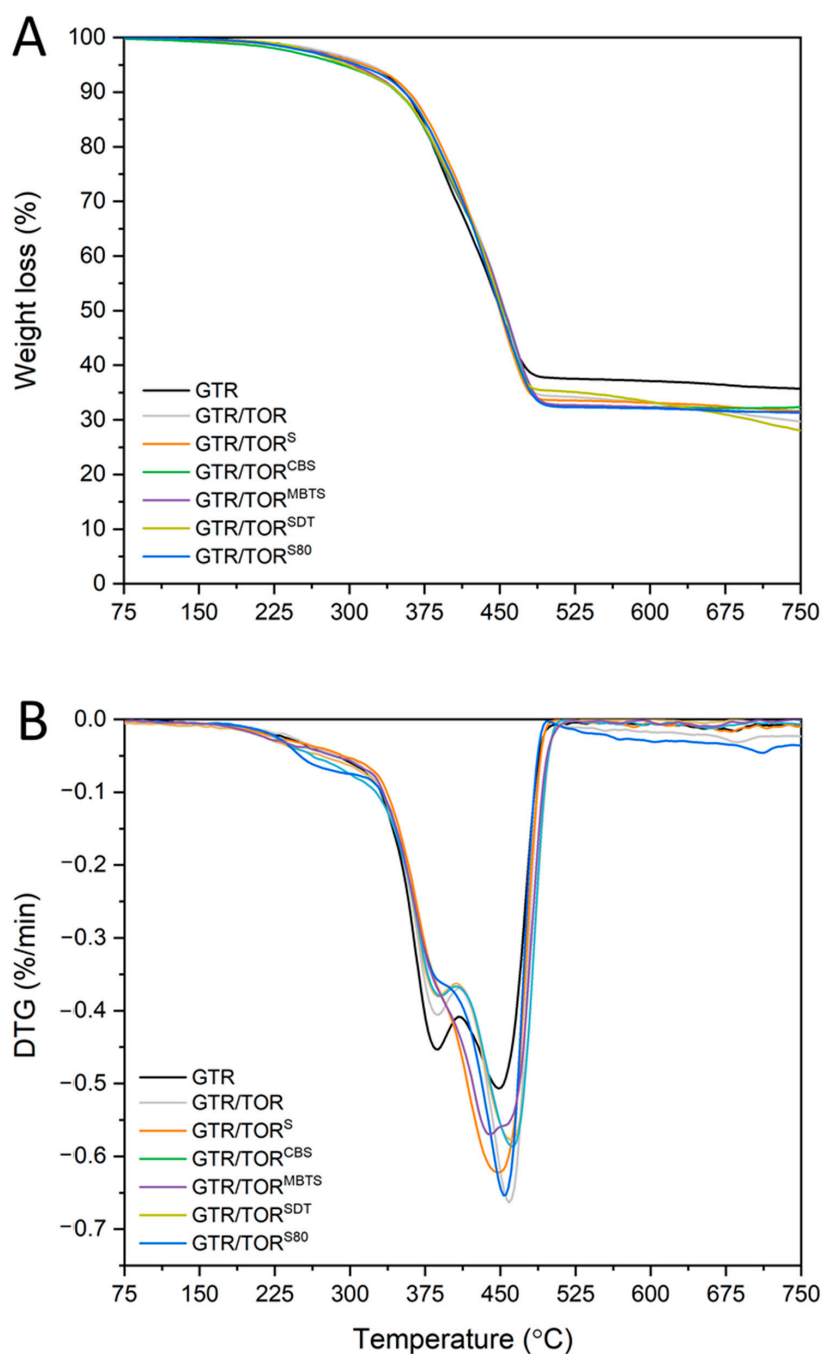 A
Weight loss (%)
100
90
80
70
60
50
40
30
20
10
0
GTR
GTR/TOR
GTR/TOR^S
GTR/TOR^CBS
GTR/TOR^MBTS
GTR/TOR^SDT
GTR/TOR^S80
75 150 225 300 375 450 525 600 675 750
B
DTG (%/min)
0.0
−0.1
−0.2
−0.3
−0.4
−0.5
−0.6
−0.7
GTR
GTR/TOR
GTR/TOR^S
GTR/TOR^CBS
GTR/TOR^MBTS
GTR/TOR^SDT
GTR/TOR^S80
75 150 225 300 375 450 525 600 675 750
Temperature (°C)